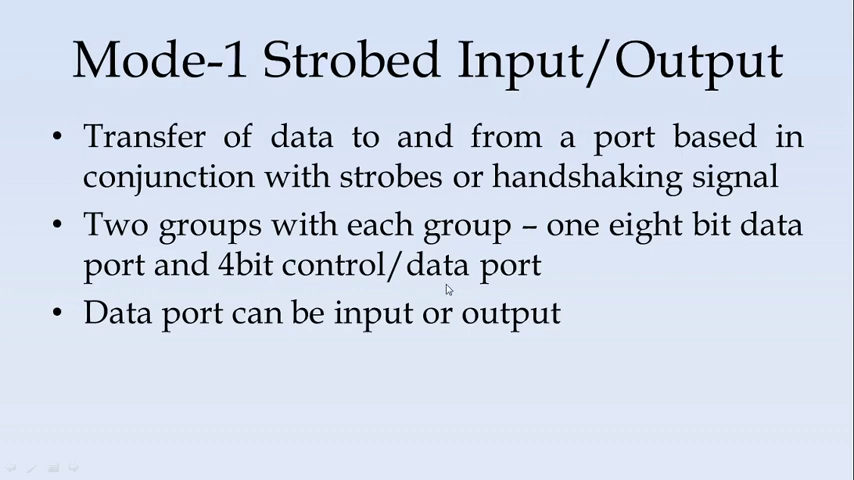 Mode-1 Strobed Input/Output
• Transfer of data to and from a port based in
conjunction with strobes or handshaking signal
• Two groups with each group – one eight bit data
port and 4bit control/data port
• Data port can be input or output